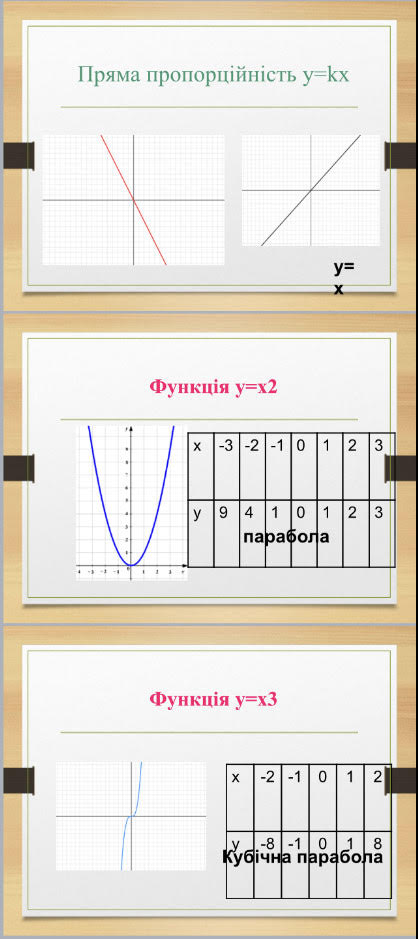 Пряма пропорційність y=kx
y=
x
Функція y=x2
x -3 -2 -1 0 1 2 3
y 9 4 1 0 1 2 3
парабола
Функція y=x3
x -2 -1 0 1 2
y -8 -1 0 1 8
Кубічна парабола